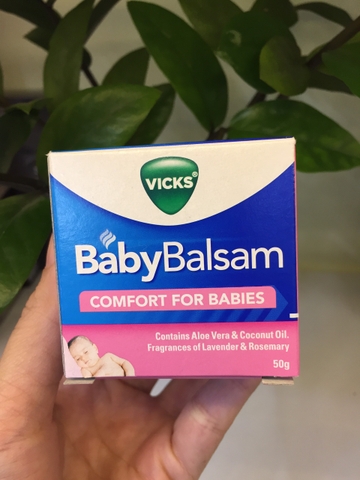 VICKS®
BabyBalsam
COMFORT FOR BABIES
Contains Aloe Vera & Coconut Oil.
Fragrances of Lavender & Rosemary
50g